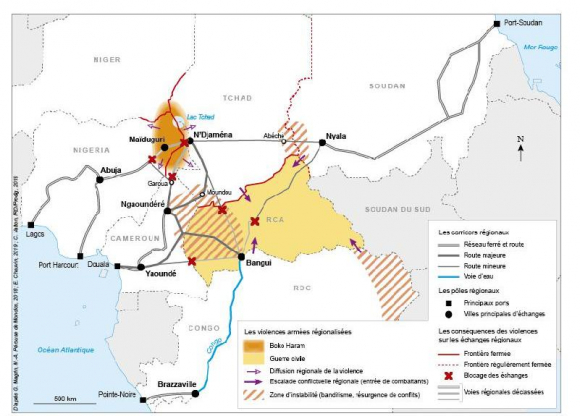 Port-Soudan
Mer Rouge
NIGER
TCHAD
SOUDAN
Lac Tchad
N'Djaména
Abéché
Nyala
NIGERIA
Abuja
Garoua
Moundou
Ngaoundéré
SOUDAN DU SUD
RCA
Lagos
CAMEROUN
Port Harcourt
Douala
Yaoundé
Bangui
RDC
CONGO
Congo
Océan Atlantique
Pointe-Noire
Brazzaville
500 km
N
Les corridors régionaux
Réseau ferré et route
Route majeure
Route mineure
Voie d'eau
Les pôles régionaux
Principaux ports
Villes principales d'échanges
Les conséquences des violences
sur les échanges régionaux
Frontière fermée
Frontière regulièrement fermée
Blocage des échanges
Voies régionales déclassées
Les violences armées régionalisées
Boko Haram
Guerre civile
Diffusion régionale de la violence
Escalade conflictuelle régionale (entrée de combatants)
Zone d'instabilité (banditisme, résurgence de conflits)